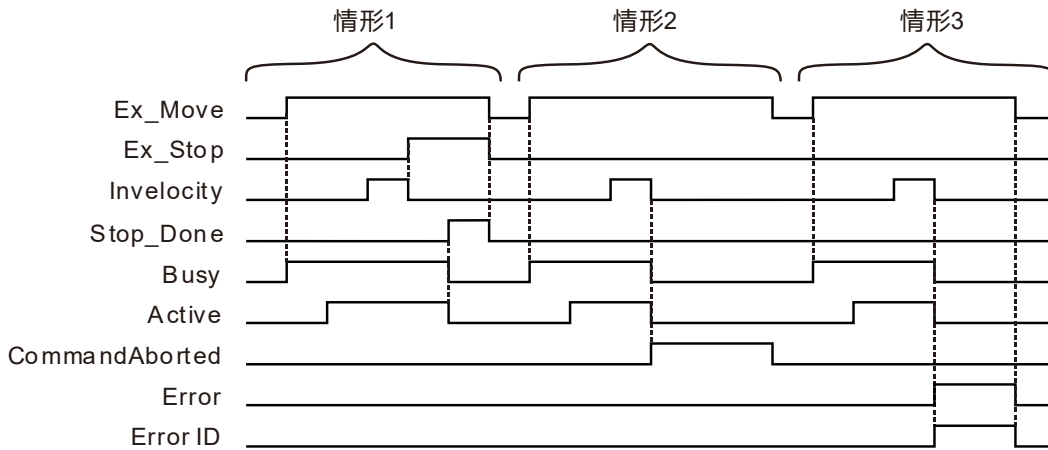 情形1 情形2 情形3
Ex_Move
Ex_Stop
Invelocity
Stop_Done
Busy
Active
CommandAborted
Error
Error ID